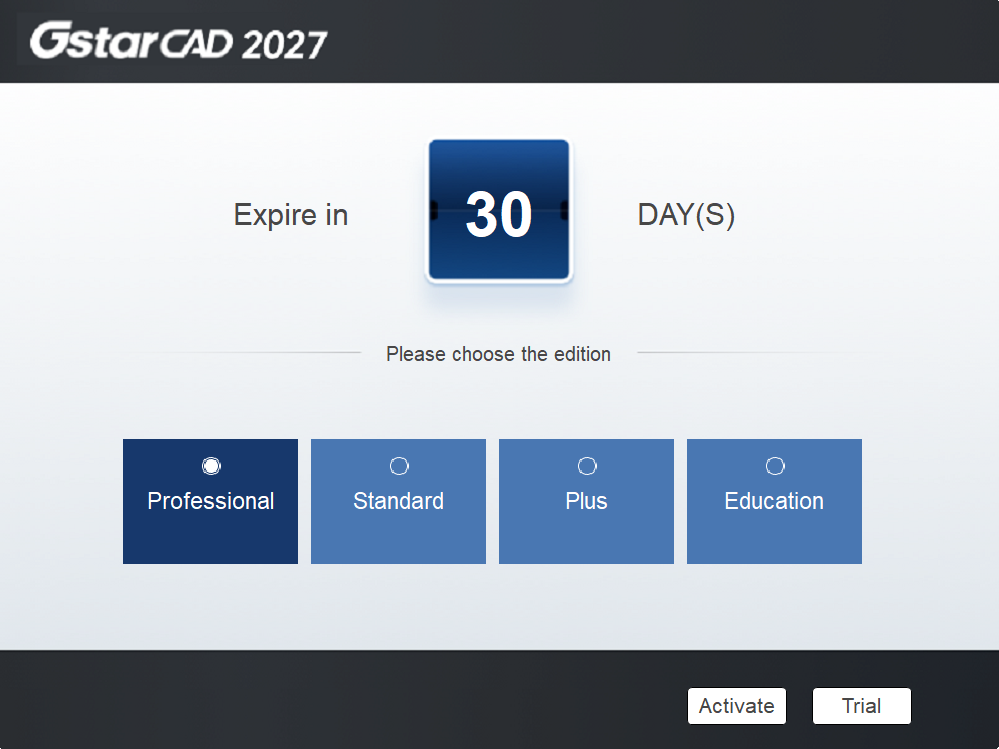 GstarCAD 2027
Expire in 30 DAY(S)
Please choose the edition
Professional Standard Plus Education
Activate Trial